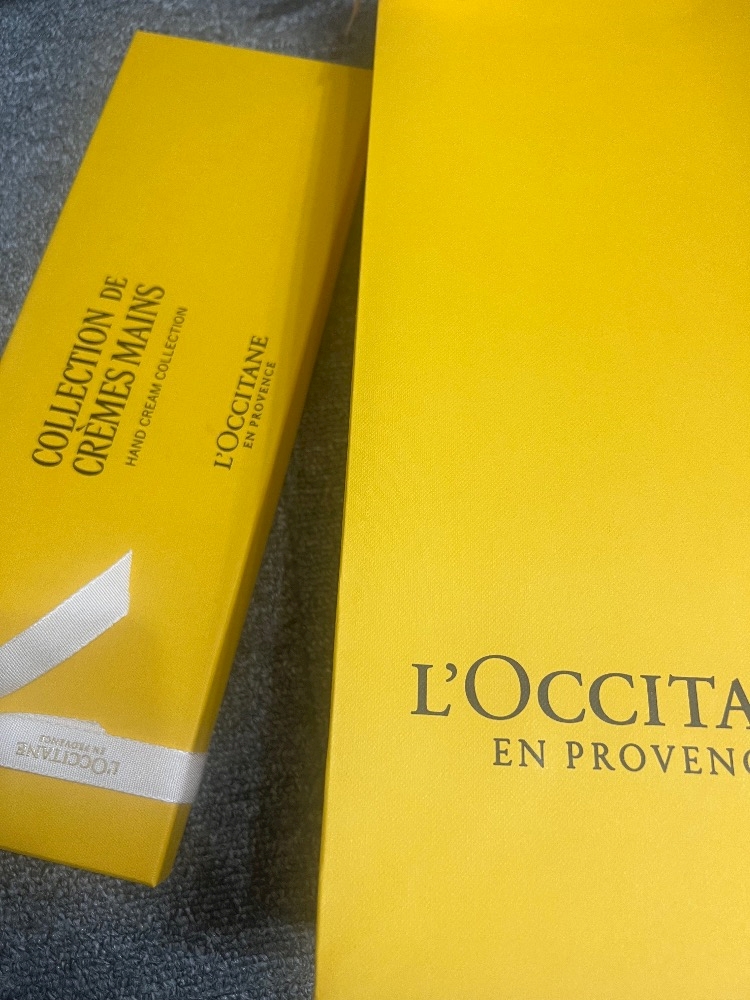 COLLECTION DE
CRÈMES MAINS
HAND CREAM COLLECTION
L'OCCITANE
EN PROVENCE
L'OCCITANE
EN PROVENCE
L'OCCITA
EN PROVENC